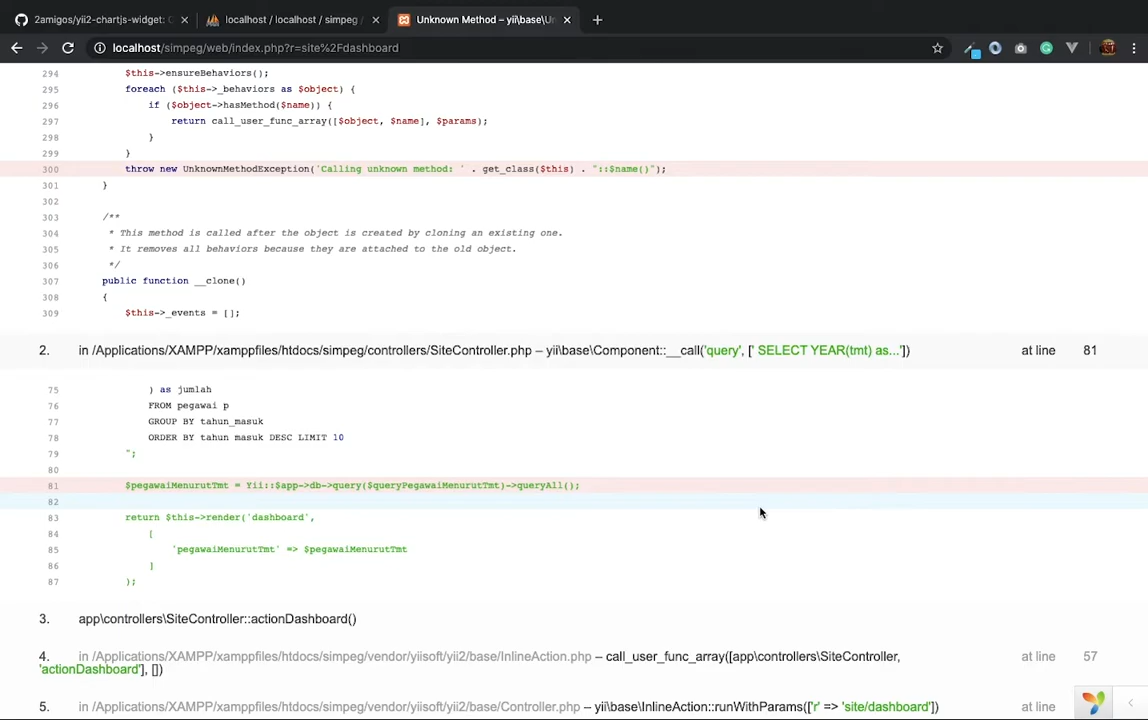 2amigos/yii2-chartjs-widget: C
localhost / localhost / simpeg
Unknown Method – yii\base\Un
localhost/simpeg/web/index.php?r=site%2Fdashboard
294 $this->ensureBehaviors();
295 foreach ($this->_behaviors as $object) {
296 if ($object->hasMethod($name)) {
297 return call_user_func_array([$object, $name], $params);
298 }
299 }
300 throw new UnknownMethodException('Calling unknown method: ' . get_class($this) . "::$name()");
301 }
302
303 /**
304 * This method is called after the object is created by cloning an existing one.
305 * It removes all behaviors because they are attached to the old object.
306 */
307 public function __clone()
308 {
309 $this->_events = [];
2. in /Applications/XAMPP/xamppfiles/htdocs/simpeg/controllers/SiteController.php – yii\base\Component::__call('query', [' SELECT YEAR(tmt) as...']) at line 81
75 ) as jumlah
76 FROM pegawai p
77 GROUP BY tahun_masuk
78 ORDER BY tahun_masuk DESC LIMIT 10
79 ";
80
81 $pegawaiMenurutTmt = Yii::$app->db->query($queryPegawaiMenurutTmt)->queryAll();
82
83 return $this->render('dashboard',
84 [
85 'pegawaiMenurutTmt' => $pegawaiMenurutTmt
86 ]
87 );
3. app\controllers\SiteController::actionDashboard()
4. in /Applications/XAMPP/xamppfiles/htdocs/simpeg/vendor/yiisoft/yii2/base/InlineAction.php – call_user_func_array([app\controllers\SiteController, at line 57
'actionDashboard'], [])
5. in /Applications/XAMPP/xamppfiles/htdocs/simpeg/vendor/yiisoft/yii2/base/Controller.php – yii\base\InlineAction::runWithParams(['r' => 'site/dashboard']) at line